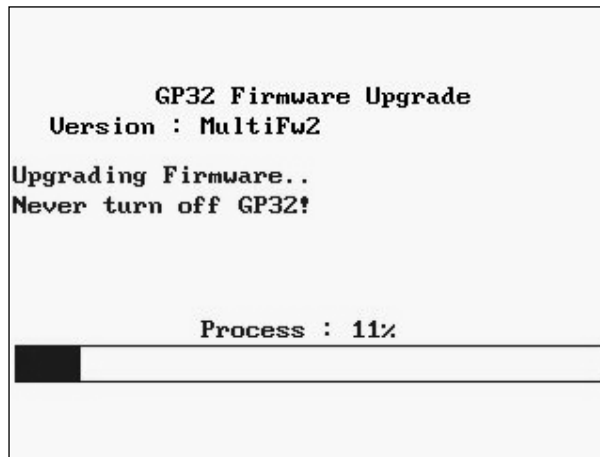 GP32 Firmware Upgrade
Version : MultiFw2
Upgrading Firmware..
Never turn off GP32!
Process : 11%